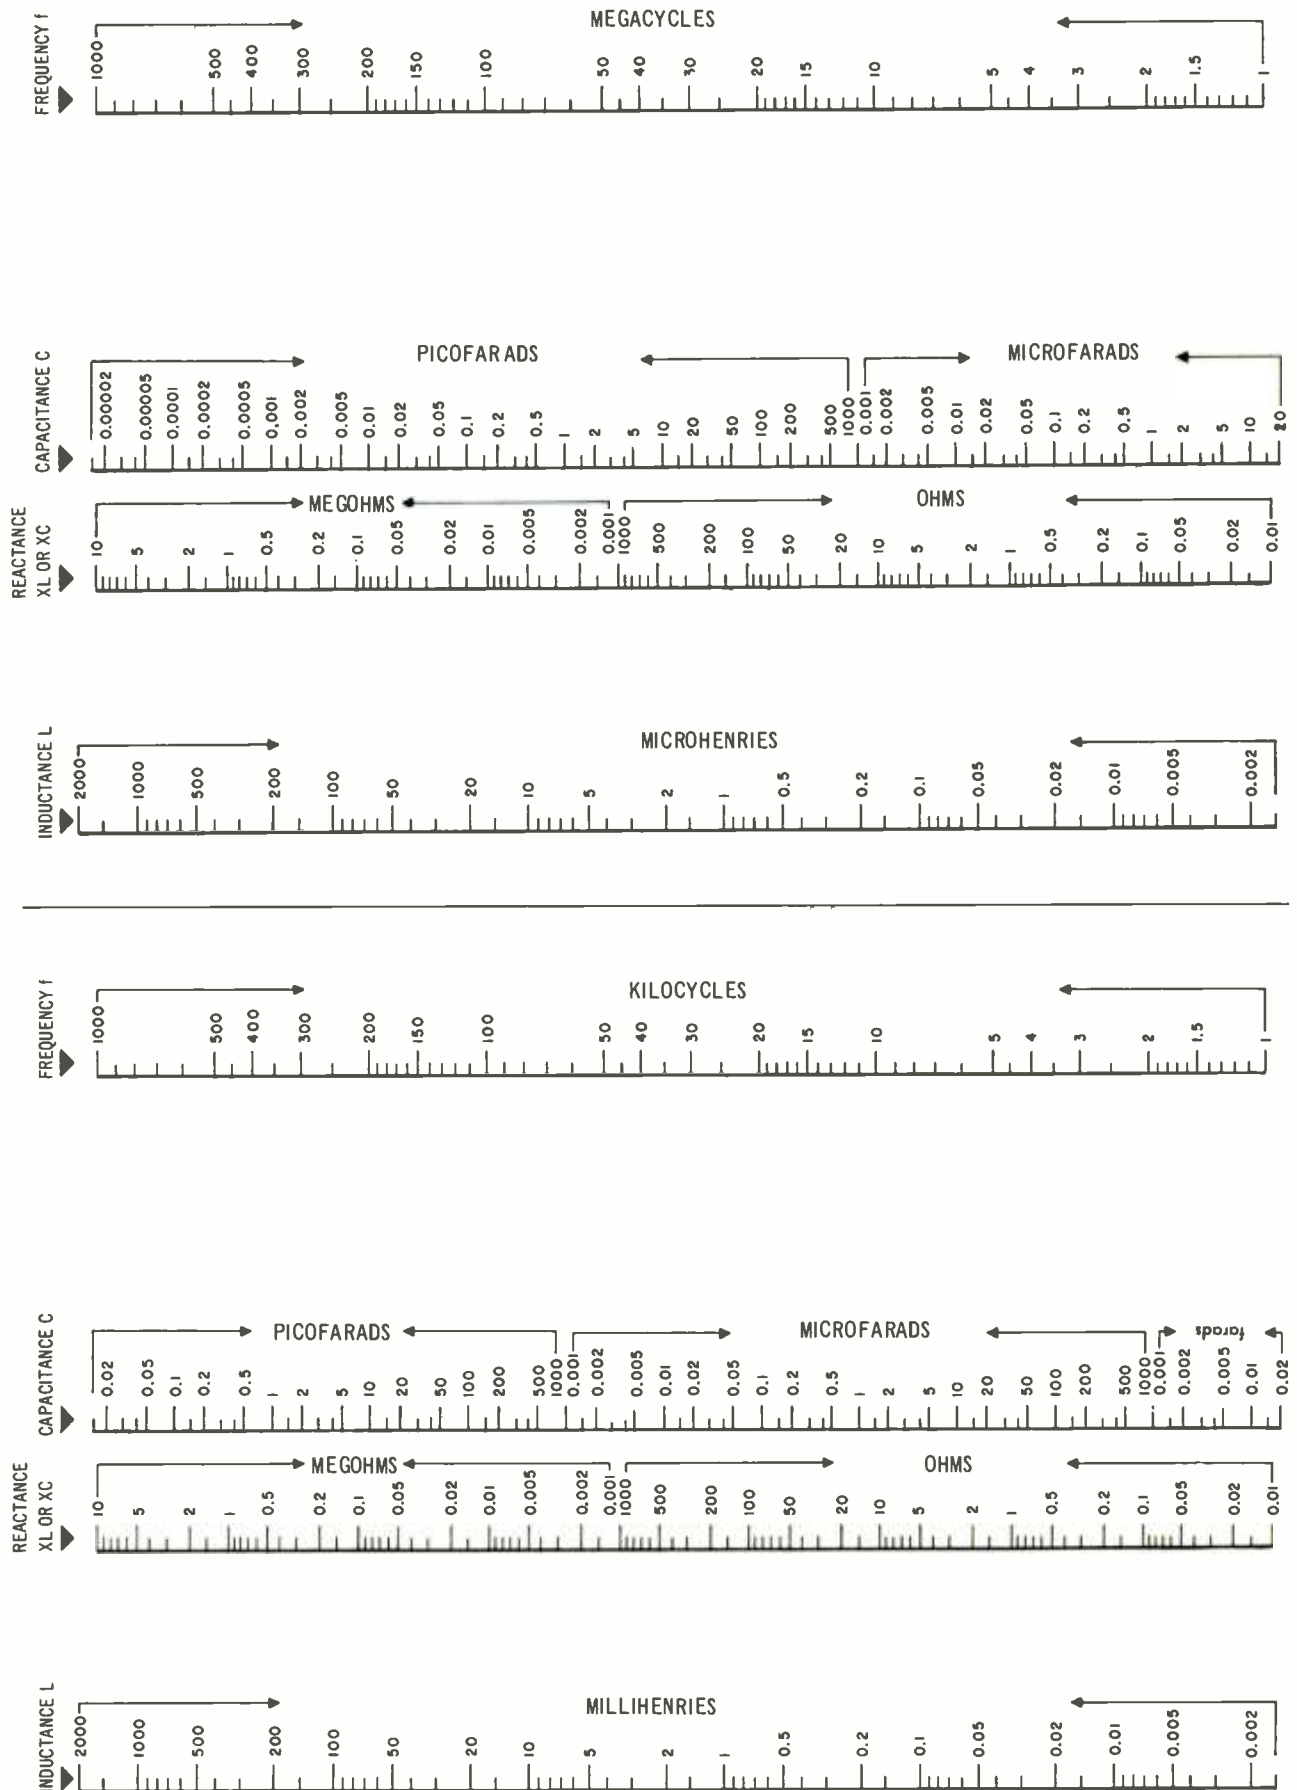 FREQUENCY f
MEGACYCLES
1000 500 400 300 200 150 100 50 40 30 20 15 10 5 4 3 2 1.5 1
CAPACITANCE C
PICOFARADS
MICROFARADS
0.00002 0.00005 0.0001 0.0002 0.0005 0.001 0.002 0.005 0.01 0.02 0.05 0.1 0.2 0.5 1 2 5 10 20 50 100 200 500 1000 0.001 0.002 0.005 0.01 0.02 0.05 0.1 0.2 0.5 1 2 5 10 20
REACTANCE
XL OR XC
MEGOHMS
OHMS
10 5 2 1 0.5 0.2 0.1 0.05 0.02 0.01 0.005 0.002 0.001 1000 500 200 100 50 20 10 5 2 1 0.5 0.2 0.1 0.05 0.02 0.01
INDUCTANCE L
MICROHENRIES
2000 1000 500 200 100 50 20 10 5 2 1 0.5 0.2 0.1 0.05 0.02 0.01 0.005 0.002
FREQUENCY f
KILOCYCLES
1000 500 400 300 200 150 100 50 40 30 20 15 10 5 4 3 2 1.5 1
CAPACITANCE C
PICOFARADS
MICROFARADS
farads
0.02 0.05 0.1 0.2 0.5 1 2 5 10 20 50 100 200 500 1000 0.001 0.002 0.005 0.01 0.02 0.05 0.1 0.2 0.5 1 2 5 10 20 50 100 200 500 1000 0.001 0.002 0.005 0.01 0.02
REACTANCE
XL OR XC
MEGOHMS
OHMS
10 5 2 1 0.5 0.2 0.1 0.05 0.02 0.01 0.005 0.002 0.001 1000 500 200 100 50 20 10 5 2 1 0.5 0.2 0.1 0.05 0.02 0.01
INDUCTANCE L
MILLIHENRIES
2000 1000 500 200 100 50 20 10 5 2 1 0.5 0.2 0.1 0.05 0.02 0.01 0.005 0.002